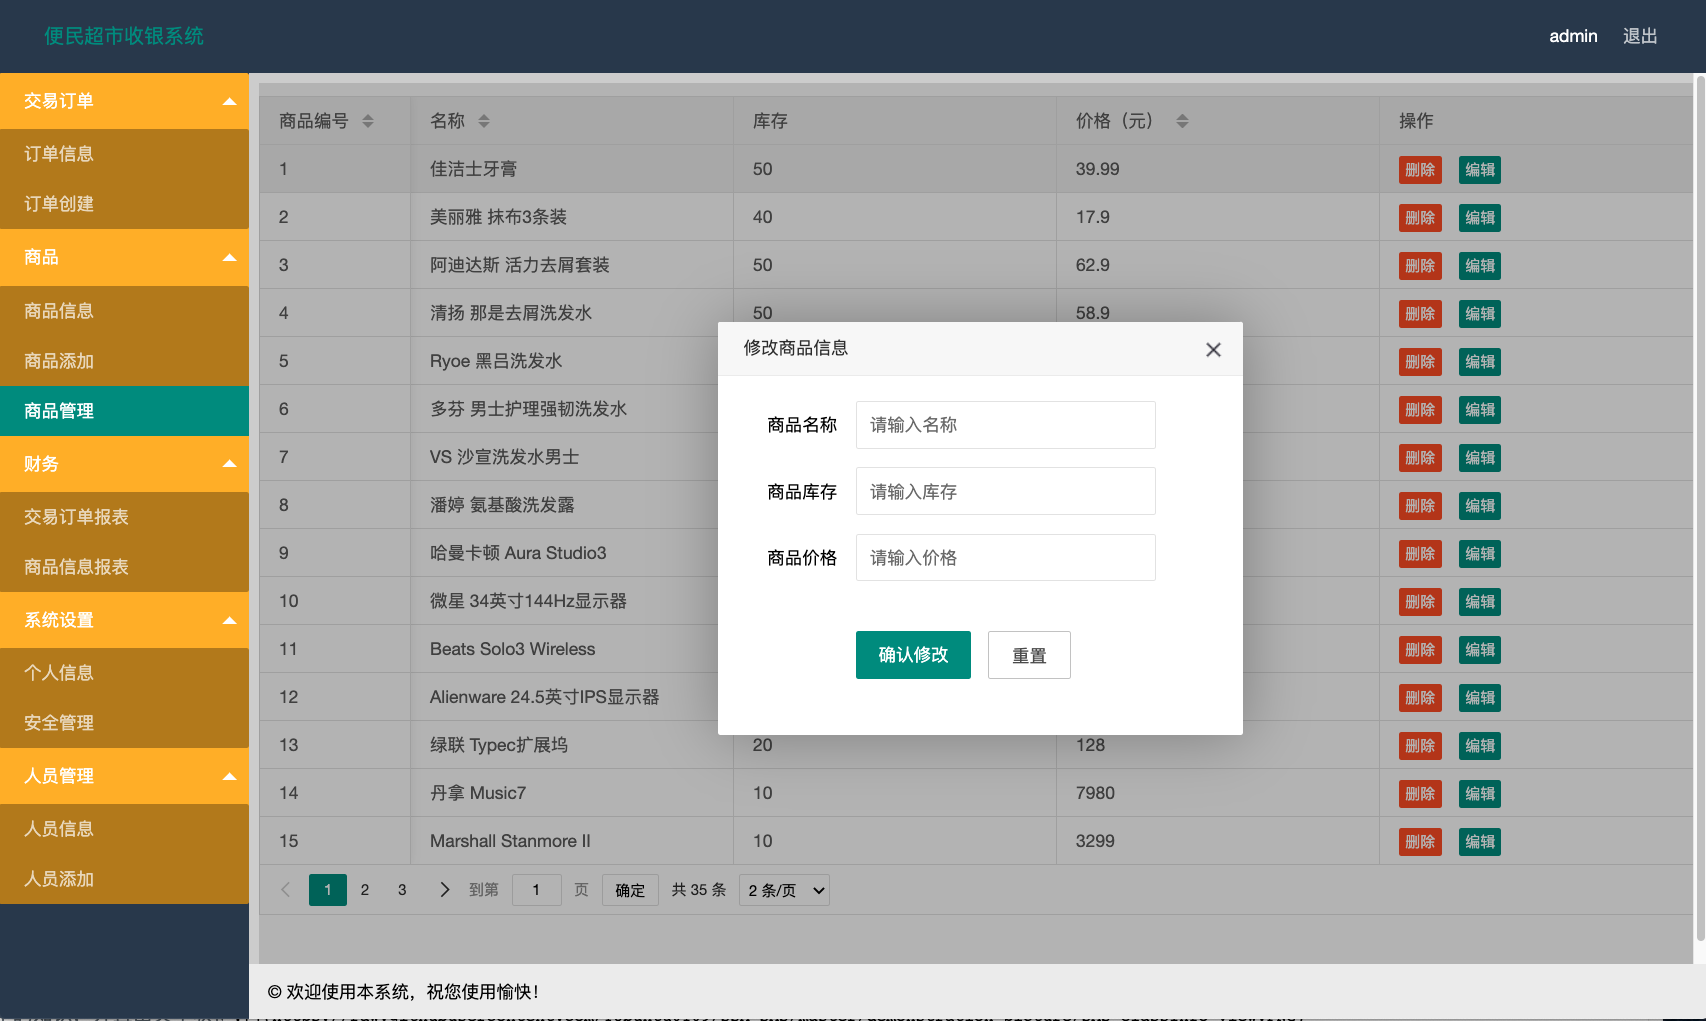 便民超市收银系统
admin 退出
交易订单
订单信息
订单创建
商品
商品信息
商品添加
商品管理
财务
交易订单报表
商品信息报表
系统设置
个人信息
安全管理
人员管理
人员信息
人员添加
商品编号 名称 库存 价格（元） 操作
1 佳洁士牙膏 50 39.99 删除 编辑
2 美丽雅 抹布3条装 40 17.9 删除 编辑
3 阿迪达斯 活力去屑套装 50 62.9 删除 编辑
4 清扬 那是去屑洗发水 50 58.9 删除 编辑
5 Ryoe 黑吕洗发水 删除 编辑
6 多芬 男士护理强韧洗发水 删除 编辑
7 VS 沙宣洗发水男士 删除 编辑
8 潘婷 氨基酸洗发露 删除 编辑
9 哈曼卡顿 Aura Studio3 删除 编辑
10 微星 34英寸144Hz显示器 删除 编辑
11 Beats Solo3 Wireless 删除 编辑
12 Alienware 24.5英寸IPS显示器 删除 编辑
13 绿联 Typec扩展坞 20 128 删除 编辑
14 丹拿 Music7 10 7980 删除 编辑
15 Marshall Stanmore II 10 3299 删除 编辑
1 2 3 到第 1 页 确定 共 35 条 2 条/页
修改商品信息
商品名称 请输入名称
商品库存 请输入库存
商品价格 请输入价格
确认修改 重置
© 欢迎使用本系统，祝您使用愉快！